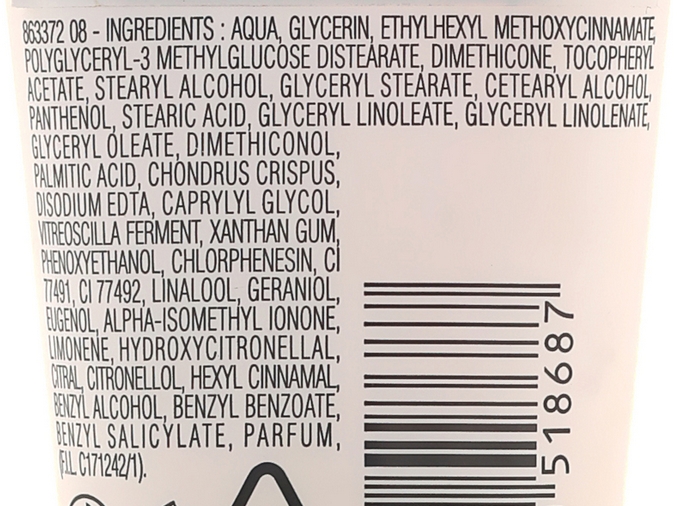 863372 08 - INGREDIENTS : AQUA, GLYCERIN, ETHYLHEXYL METHOXYCINNAMATE,
POLYGLYCERYL-3 METHYLGLUCOSE DISTEARATE, DIMETHICONE, TOCOPHERYL
ACETATE, STEARYL ALCOHOL, GLYCERYL STEARATE, CETEARYL ALCOHOL,
PANTHENOL, STEARIC ACID, GLYCERYL LINOLEATE, GLYCERYL LINOLENATE,
GLYCERYL OLEATE, DIMETHICONOL,
PALMITIC ACID, CHONDRUS CRISPUS,
DISODIUM EDTA, CAPRYLYL GLYCOL,
VITREOSCILLA FERMENT, XANTHAN GUM,
PHENOXYETHANOL, CHLORPHENESIN, CI
77491, CI 77492, LINALOOL, GERANIOL,
EUGENOL, ALPHA-ISOMETHYL IONONE,
LIMONENE, HYDROXYCITRONELLAL,
CITRAL, CITRONELLOL, HEXYL CINNAMAL,
BENZYL ALCOHOL, BENZYL BENZOATE,
BENZYL SALICYLATE, PARFUM,
(F.I.L. C171242/1).
518687